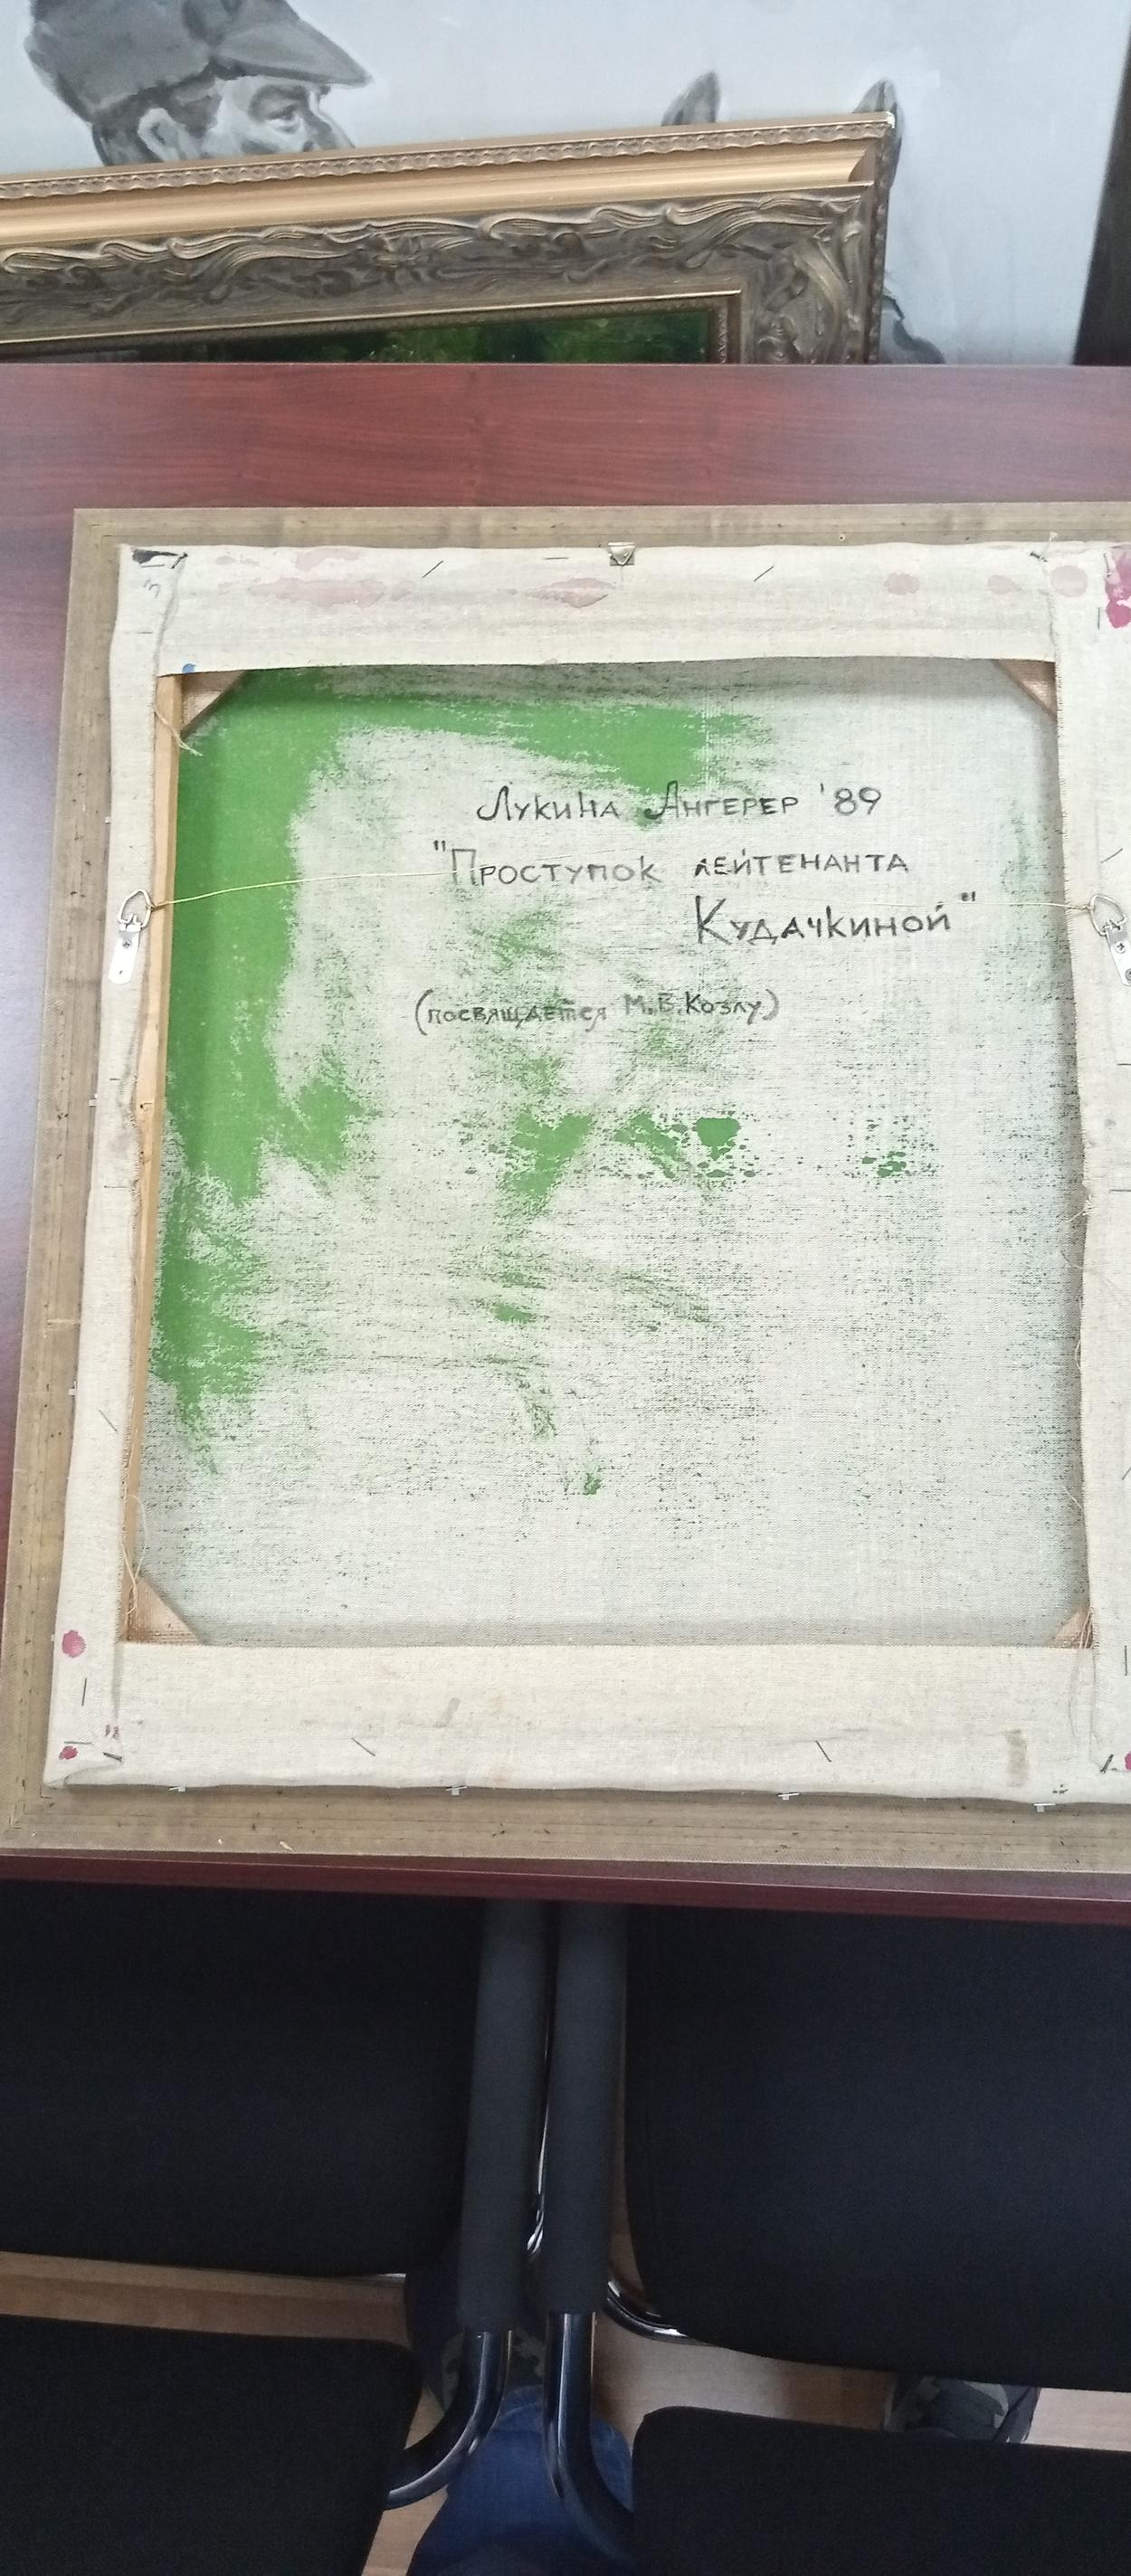 Лукина Ангерер '89
"Проступок лейтенанта
Кудачкиной"
(посвящается М.В.Козлу)